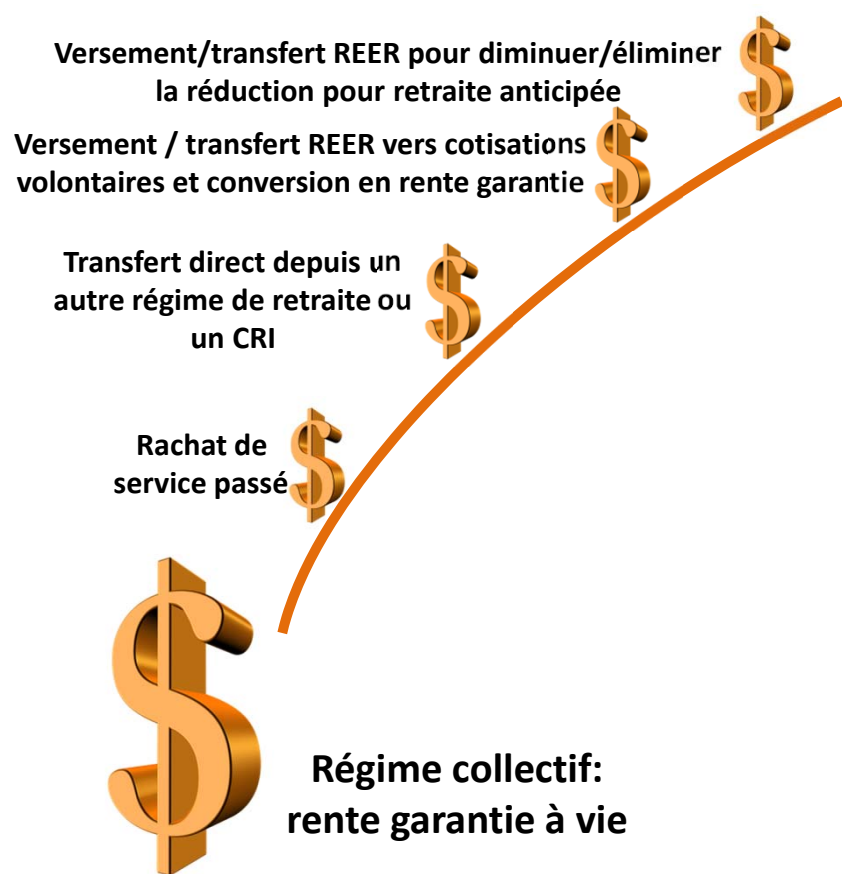 Versement/transfert REER pour diminuer/éliminer
la réduction pour retraite anticipée
Versement / transfert REER vers cotisations
volontaires et conversion en rente garantie
Transfert direct depuis un
autre régime de retraite ou
un CRI
Rachat de
service passé
Régime collectif:
rente garantie à vie